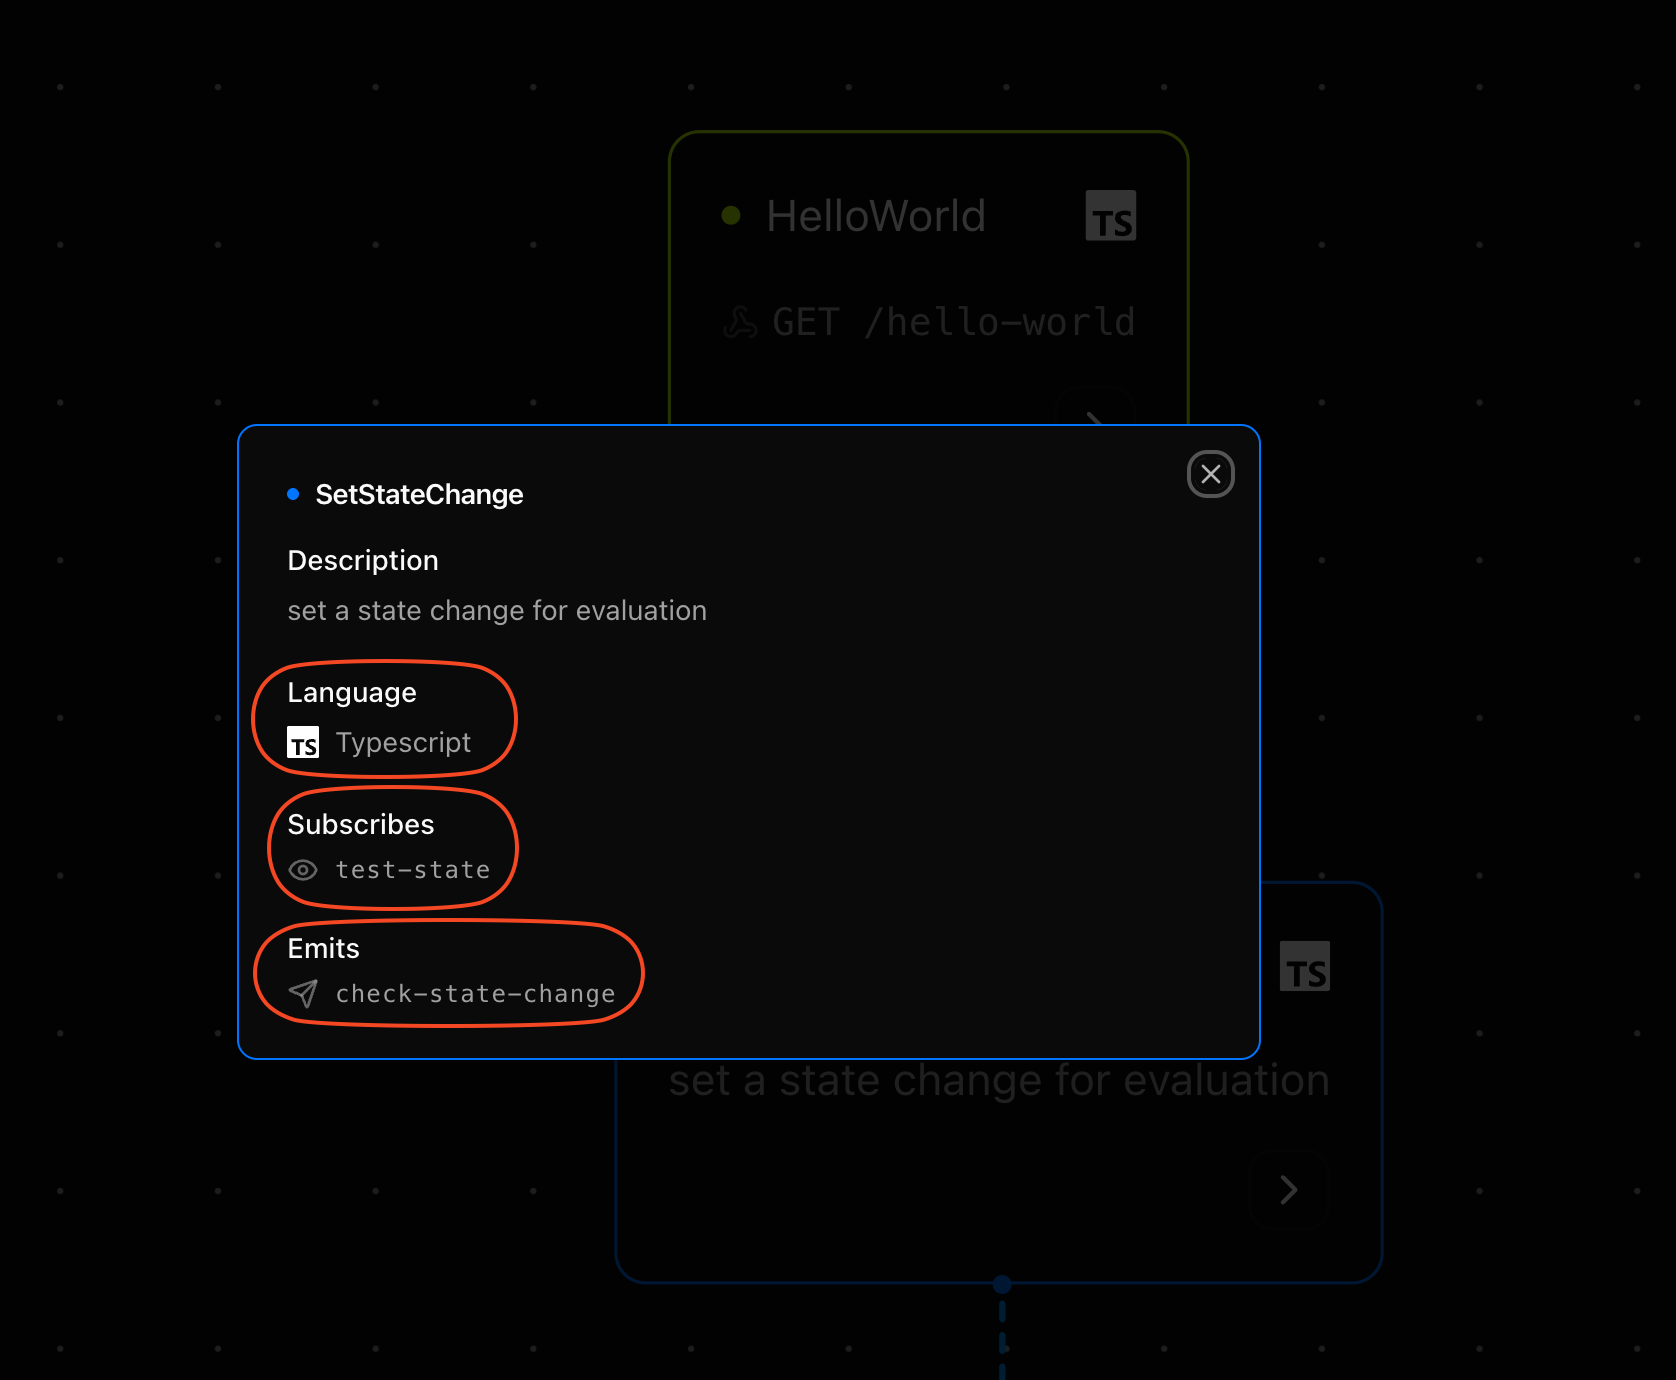 HelloWorld
TS
GET /hello-world
SetStateChange
Description
set a state change for evaluation
Language
TS Typescript
Subscribes
test-state
Emits
check-state-change
TS
set a state change for evaluation